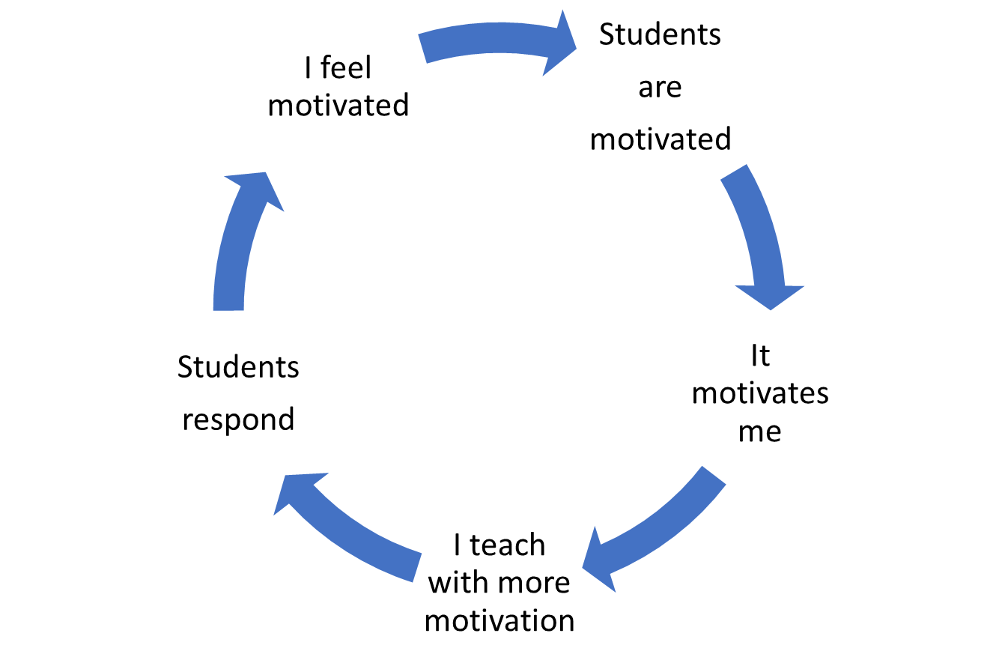 I feel
motivated
Students
are
motivated
It
motivates
me
I teach
with more
motivation
Students
respond